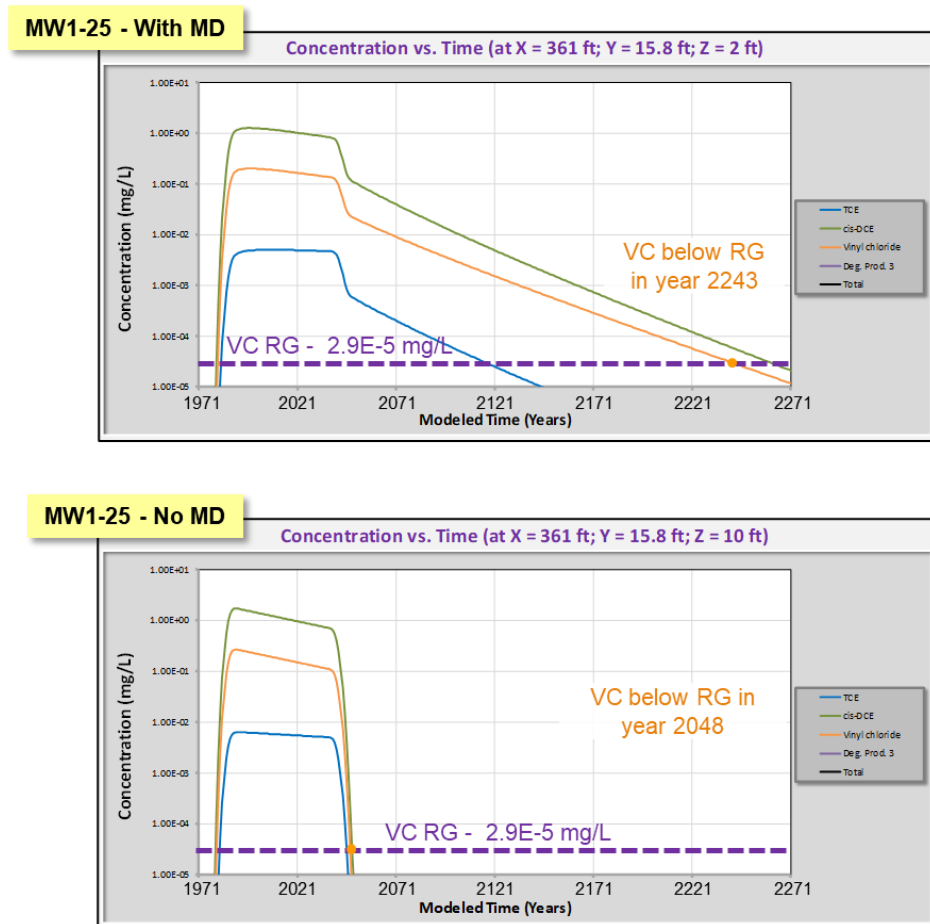 MW1-25 - With MD
Concentration vs. Time (at X = 361 ft; Y = 15.8 ft; Z = 2 ft)
Concentration (mg/L)
1.00E+01
1.00E+00
1.00E-01
1.00E-02
1.00E-03
1.00E-04
1.00E-05
VC below RG
in year 2243
VC RG - 2.9E-5 mg/L
TCE
cis-DCE
Vinyl chloride
Deg. Prod. 3
Total
1971 2021 2071 2121 2171 2221 2271
Modeled Time (Years)
MW1-25 - No MD
Concentration vs. Time (at X = 361 ft; Y = 15.8 ft; Z = 10 ft)
Concentration (mg/L)
1.00E+01
1.00E+00
1.00E-01
1.00E-02
1.00E-03
1.00E-04
1.00E-05
VC below RG in
year 2048
VC RG - 2.9E-5 mg/L
TCE
cis-DCE
Vinyl chloride
Deg. Prod. 3
Total
1971 2021 2071 2121 2171 2221 2271
Modeled Time (Years)